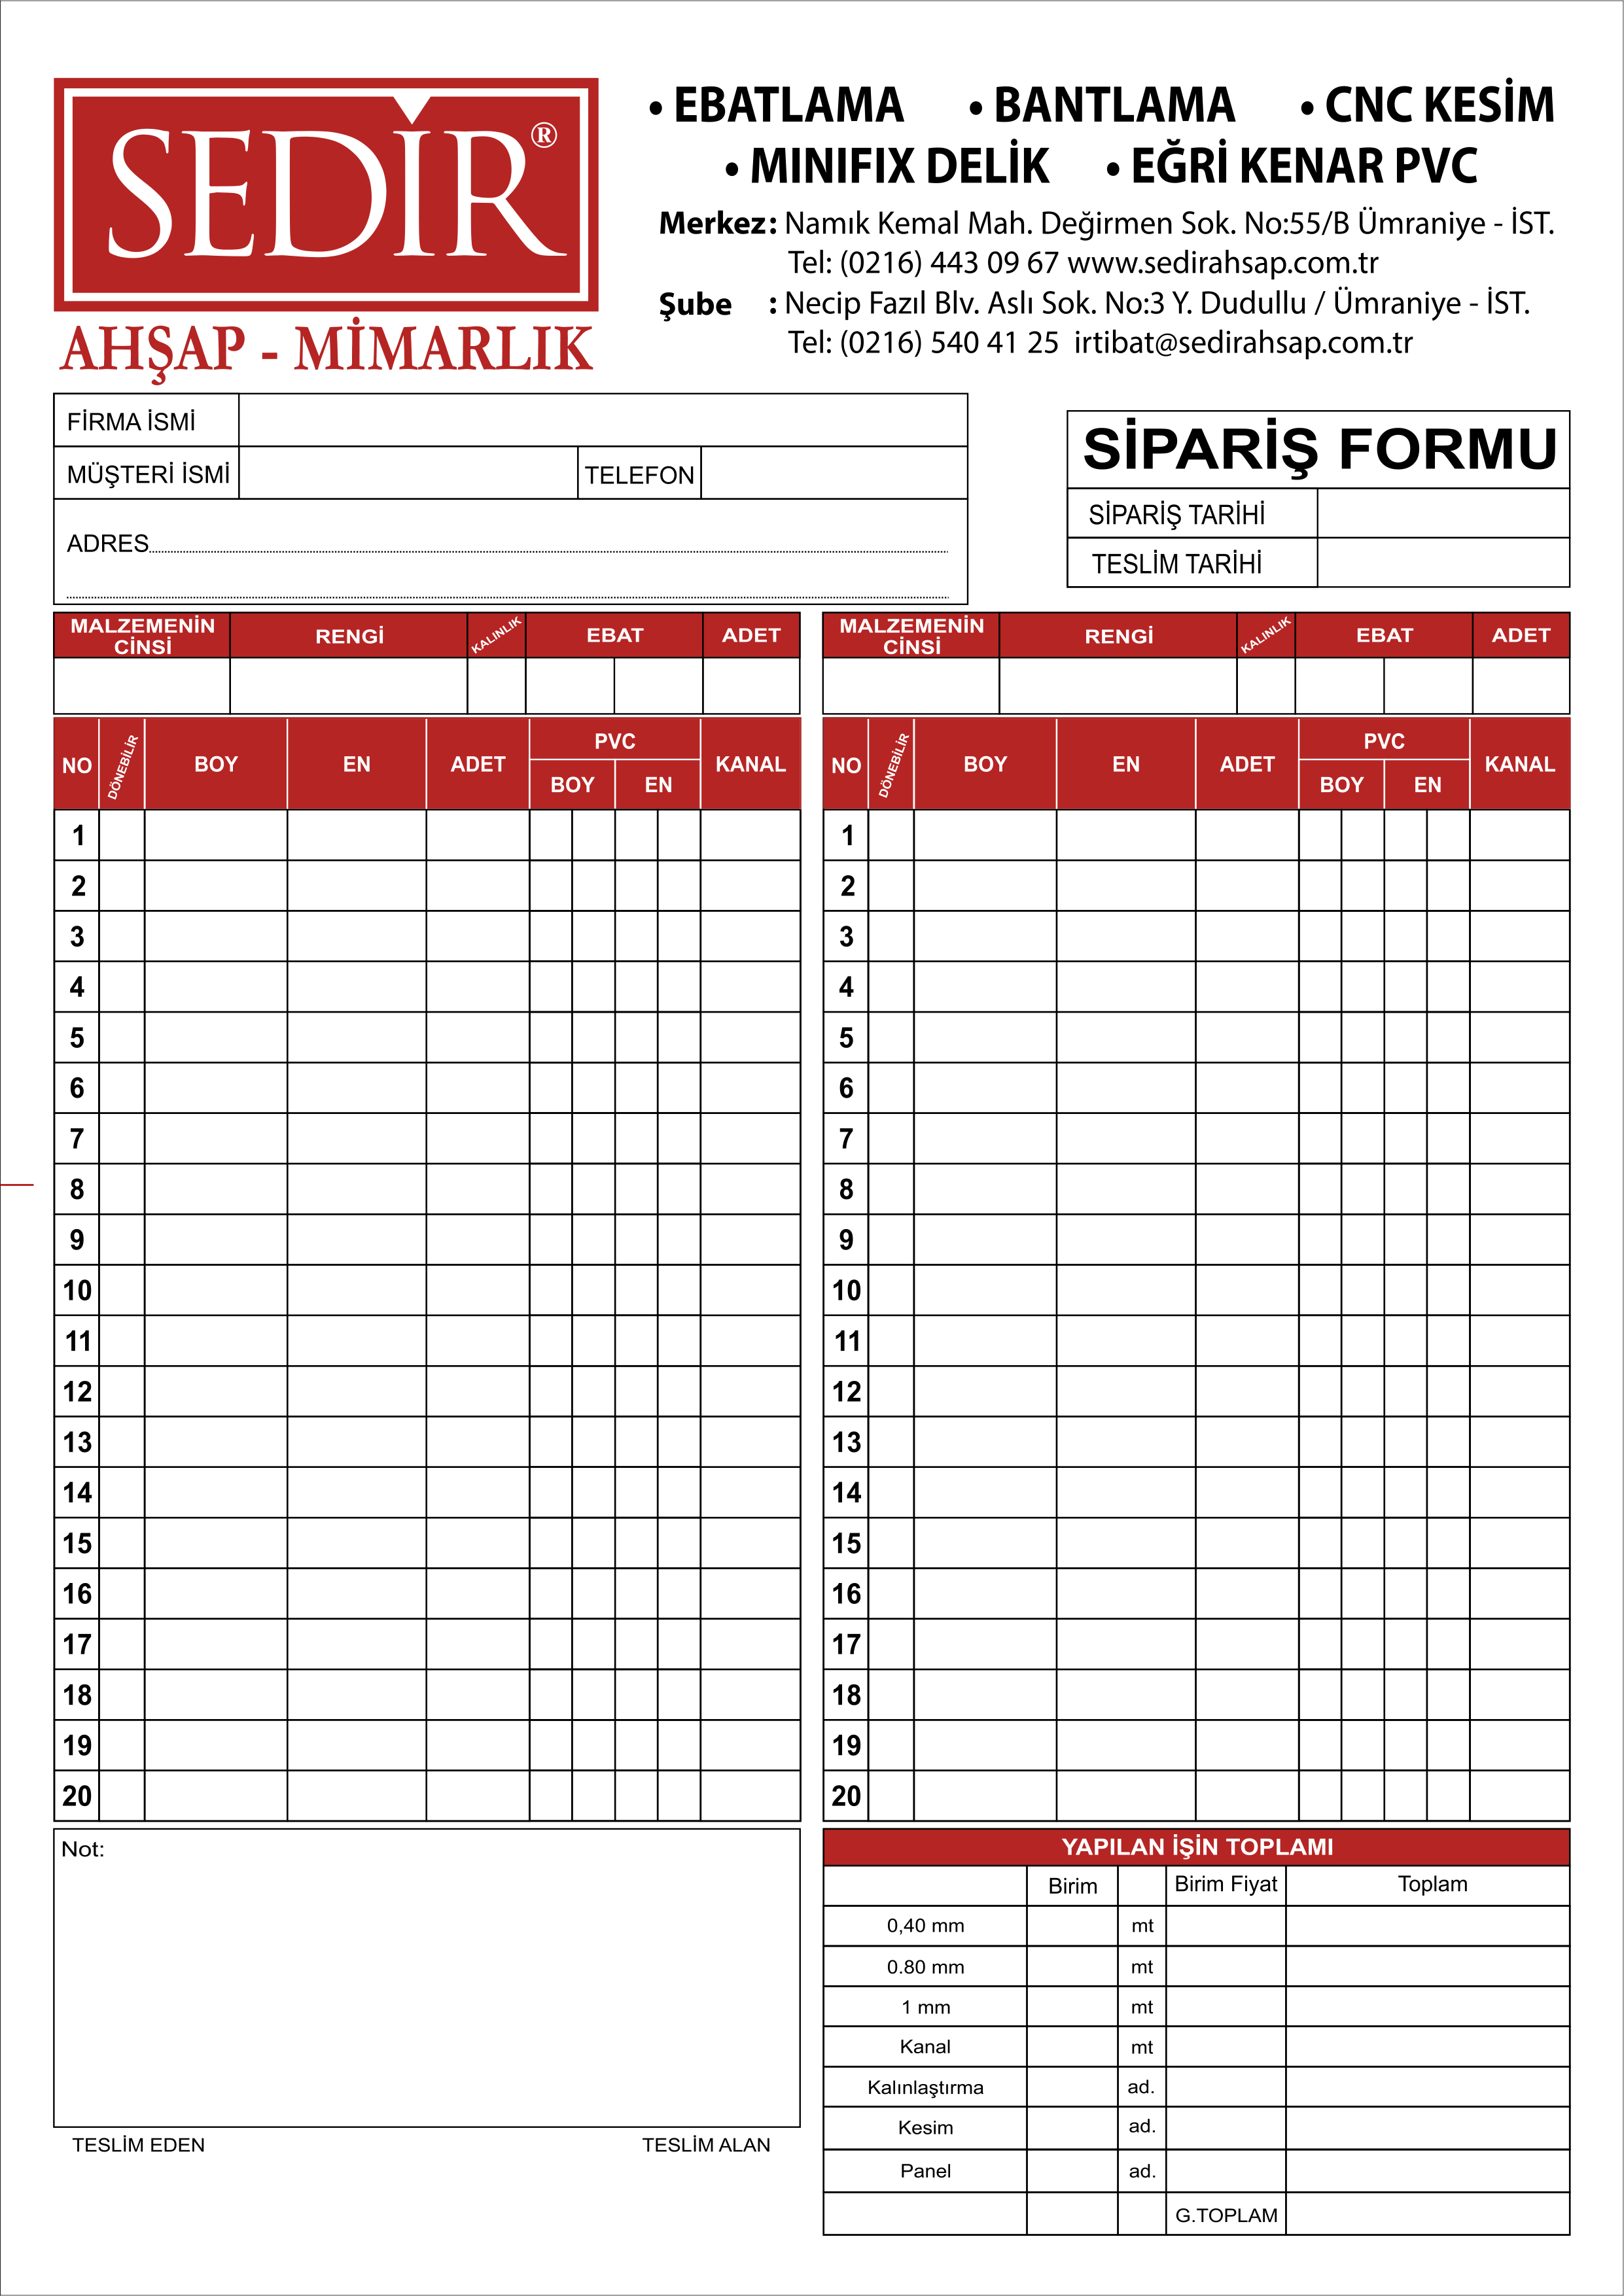 SEDİR®
AHŞAP - MİMARLIK
• EBATLAMA • BANTLAMA • CNC KESİM
• MINIFIX DELİK • EĞRİ KENAR PVC
Merkez: Namık Kemal Mah. Değirmen Sok. No:55/B Ümraniye - İST.
Tel: (0216) 443 09 67 www.sedirahsap.com.tr
Şube : Necip Fazıl Blv. Aslı Sok. No:3 Y. Dudullu / Ümraniye - İST.
Tel: (0216) 540 41 25 irtibat@sedirahsap.com.tr
FİRMA İSMİ
MÜŞTERİ İSMİ TELEFON
ADRES
SİPARİŞ FORMU
SİPARİŞ TARİHİ
TESLİM TARİHİ
MALZEMENİN CİNSİ RENGİ KALINLIK EBAT ADET
NO DÖNEBİLİR BOY EN ADET PVC BOY EN KANAL
1
2
3
4
5
6
7
8
9
10
11
12
13
14
15
16
17
18
19
20
MALZEMENİN CİNSİ RENGİ KALINLIK EBAT ADET
NO DÖNEBİLİR BOY EN ADET PVC BOY EN KANAL
1
2
3
4
5
6
7
8
9
10
11
12
13
14
15
16
17
18
19
20
Not:
TESLİM EDEN TESLİM ALAN
YAPILAN İŞİN TOPLAMI
Birim Birim Fiyat Toplam
0,40 mm mt
0.80 mm mt
1 mm mt
Kanal mt
Kalınlaştırma ad.
Kesim ad.
Panel ad.
G.TOPLAM